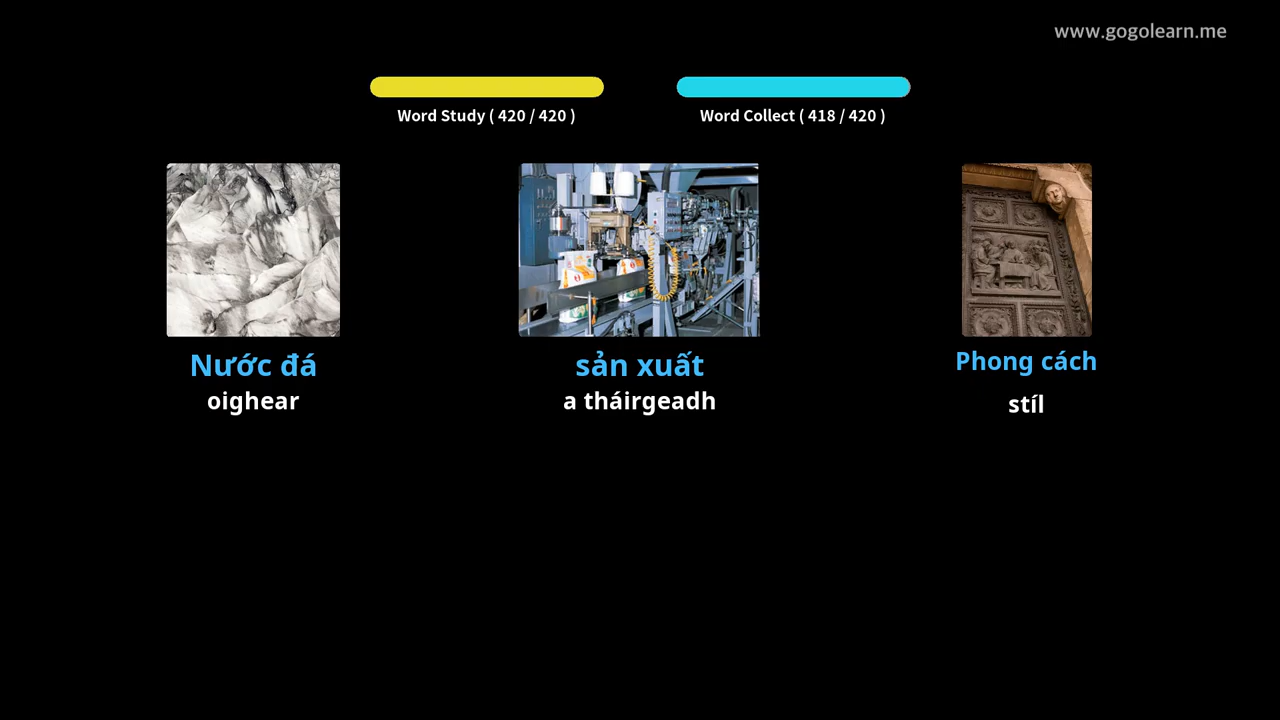 www.gogolearn.me
Word Study ( 420 / 420 )
Word Collect ( 418 / 420 )
Nước đá
oighear
sản xuất
a tháirgeadh
Phong cách
stíl